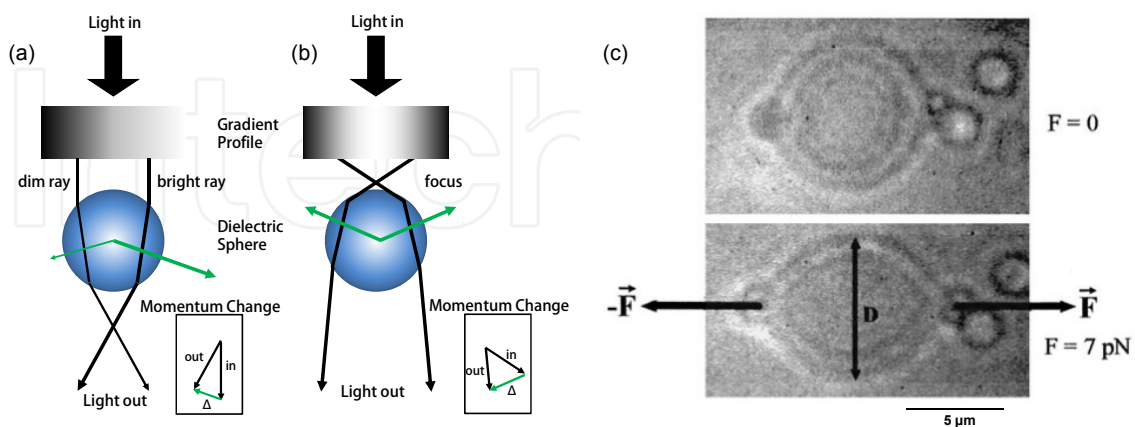 (a)
Light in
Gradient
Profile
dim ray
bright ray
Dielectric
Sphere
Momentum Change
out
in
Δ
Light out
(b)
Light in
focus
Momentum Change
in
out
Δ
Light out
(c)
F = 0
-F⃗
D
F⃗
F = 7 pN
5 µm
Intech